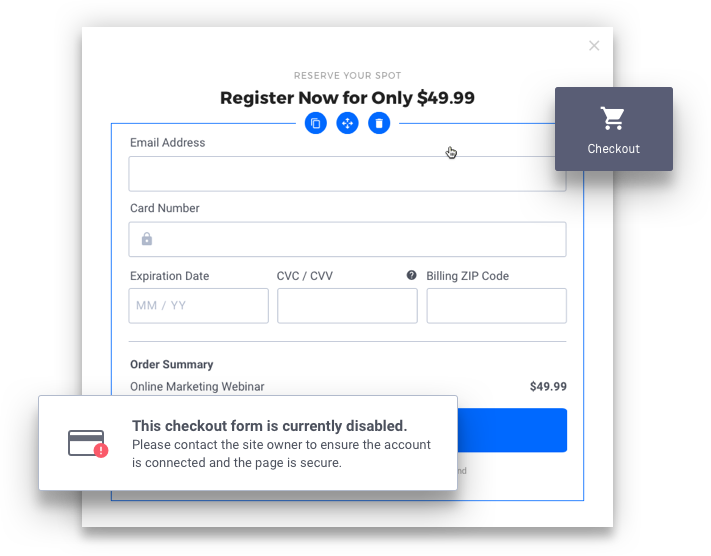 RESERVE YOUR SPOT
Register Now for Only $49.99
Checkout
Email Address
Card Number
Expiration Date
CVC / CVV
Billing ZIP Code
MM / YY
Order Summary
Online Marketing Webinar
$49.99
This checkout form is currently disabled.
Please contact the site owner to ensure the account
is connected and the page is secure.